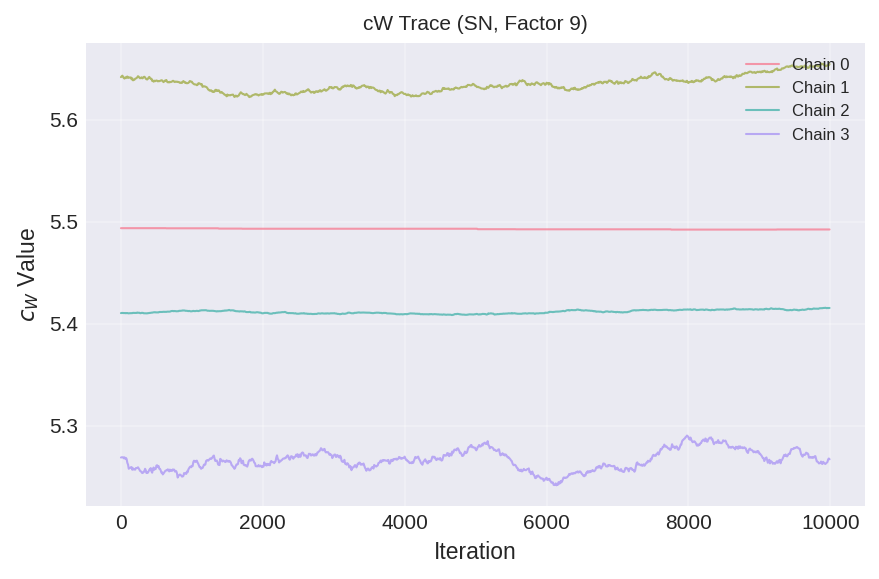 cW Trace (SN, Factor 9)
Chain 0
Chain 1
Chain 2
Chain 3
5.6
5.5
5.4
5.3
c_W Value
0 2000 4000 6000 8000 10000
Iteration